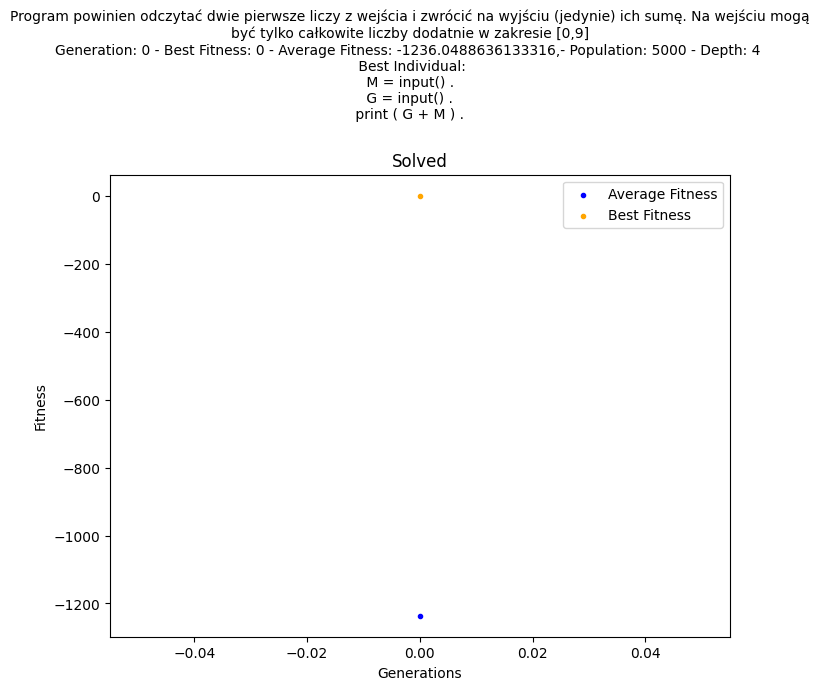 Program powinien odczytać dwie pierwsze liczy z wejścia i zwrócić na wyjściu (jedynie) ich sumę. Na wejściu mogą
być tylko całkowite liczby dodatnie w zakresie [0,9]
Generation: 0 - Best Fitness: 0 - Average Fitness: -1236.0488636133316,- Population: 5000 - Depth: 4
Best Individual:
M = input() .
G = input() .
print ( G + M ) .
Solved
Average Fitness
Best Fitness
0
−200
−400
−600
−800
−1000
−1200
Fitness
−0.04
−0.02
0.00
0.02
0.04
Generations